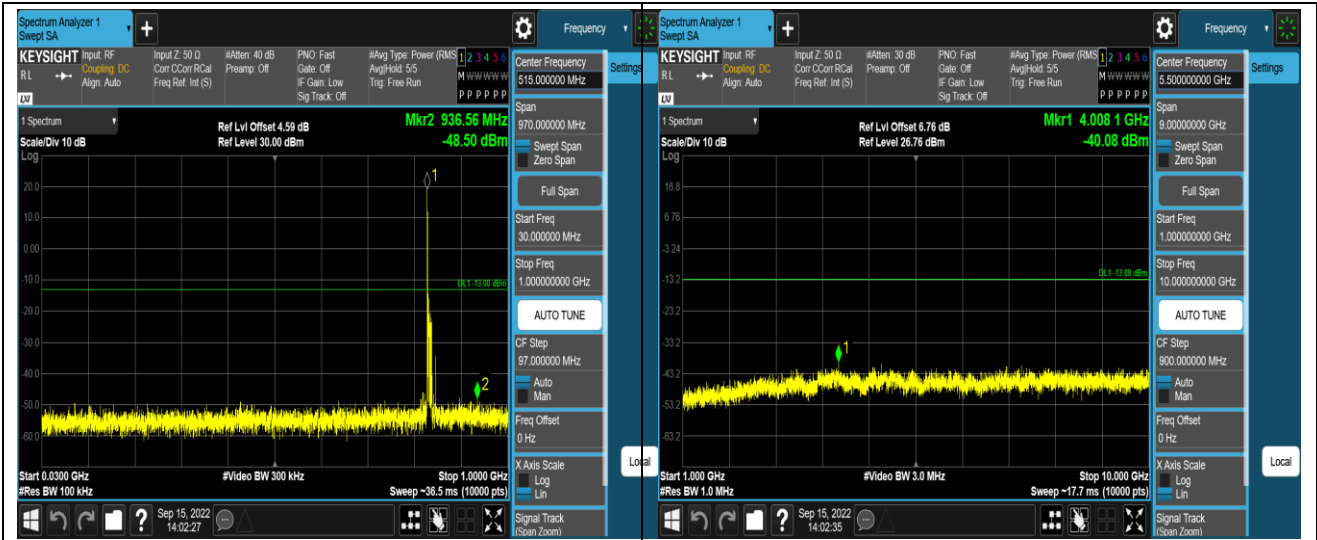 Spectrum Analyzer 1
Swept SA
+
Frequency
KEYSIGHT
RL
LXI
Input: RF
Coupling: DC
Align: Auto
Input Z: 50 Ω
Corr CCorr RCal
Freq Ref: Int (S)
#Atten: 40 dB
Preamp: Off
PNO: Fast
Gate: Off
IF Gain: Low
Sig Track: Off
#Avg Type: Power (RMS
Avg|Hold: 5/5
Trig: Free Run
1 2 3 4 5 6
M W W W W W
P P P P P P
Center Frequency
515.000000 MHz
Settings
1 Spectrum
Scale/Div 10 dB
Log
Ref Lvl Offset 4.59 dB
Ref Level 30.00 dBm
Mkr2 936.56 MHz
-48.50 dBm
Span
970.000000 MHz
Swept Span
Zero Span
Full Span
Start Freq
30.000000 MHz
Stop Freq
1.000000000 GHz
AUTO TUNE
CF Step
97.000000 MHz
Auto
Man
Freq Offset
0 Hz
X Axis Scale
Log
Lin
Signal Track
(Span Zoom)
Local
20.0
10.0
0.00
-10.0
-20.0
-30.0
-40.0
-50.0
-60.0
1
DL1 -13.00 dBm
2
Start 0.0300 GHz
#Res BW 100 kHz
#Video BW 300 kHz
Stop 1.0000 GHz
Sweep ~36.5 ms (10000 pts)
?
Sep 15, 2022
14:02:27
Spectrum Analyzer 1
Swept SA
+
Frequency
KEYSIGHT
RL
LXI
Input: RF
Coupling: DC
Align: Auto
Input Z: 50 Ω
Corr CCorr RCal
Freq Ref: Int (S)
#Atten: 30 dB
Preamp: Off
PNO: Fast
Gate: Off
IF Gain: Low
Sig Track: Off
#Avg Type: Power (RMS
Avg|Hold: 5/5
Trig: Free Run
1 2 3 4 5 6
M W W W W W
P P P P P P
Center Frequency
5.500000000 GHz
Settings
1 Spectrum
Scale/Div 10 dB
Log
Ref Lvl Offset 6.76 dB
Ref Level 26.76 dBm
Mkr1 4.008 1 GHz
-40.08 dBm
Span
9.00000000 GHz
Swept Span
Zero Span
Full Span
Start Freq
1.000000000 GHz
Stop Freq
10.000000000 GHz
AUTO TUNE
CF Step
900.000000 MHz
Auto
Man
Freq Offset
0 Hz
X Axis Scale
Log
Lin
Signal Track
(Span Zoom)
Local
16.8
6.76
-3.24
-13.2
-23.2
-33.2
-43.2
-53.2
-63.2
DL1 -13.00 dBm
1
Start 1.000 GHz
#Res BW 1.0 MHz
#Video BW 3.0 MHz
Stop 10.000 GHz
Sweep ~17.7 ms (10000 pts)
?
Sep 15, 2022
14:02:35